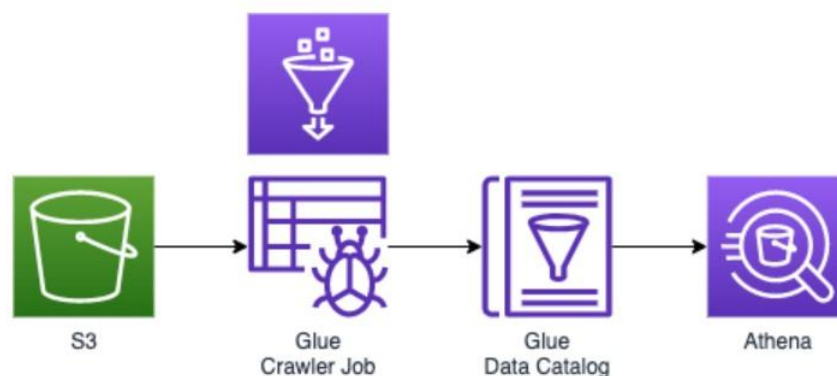 S3
Glue
Crawler Job
Glue
Data Catalog
Athena